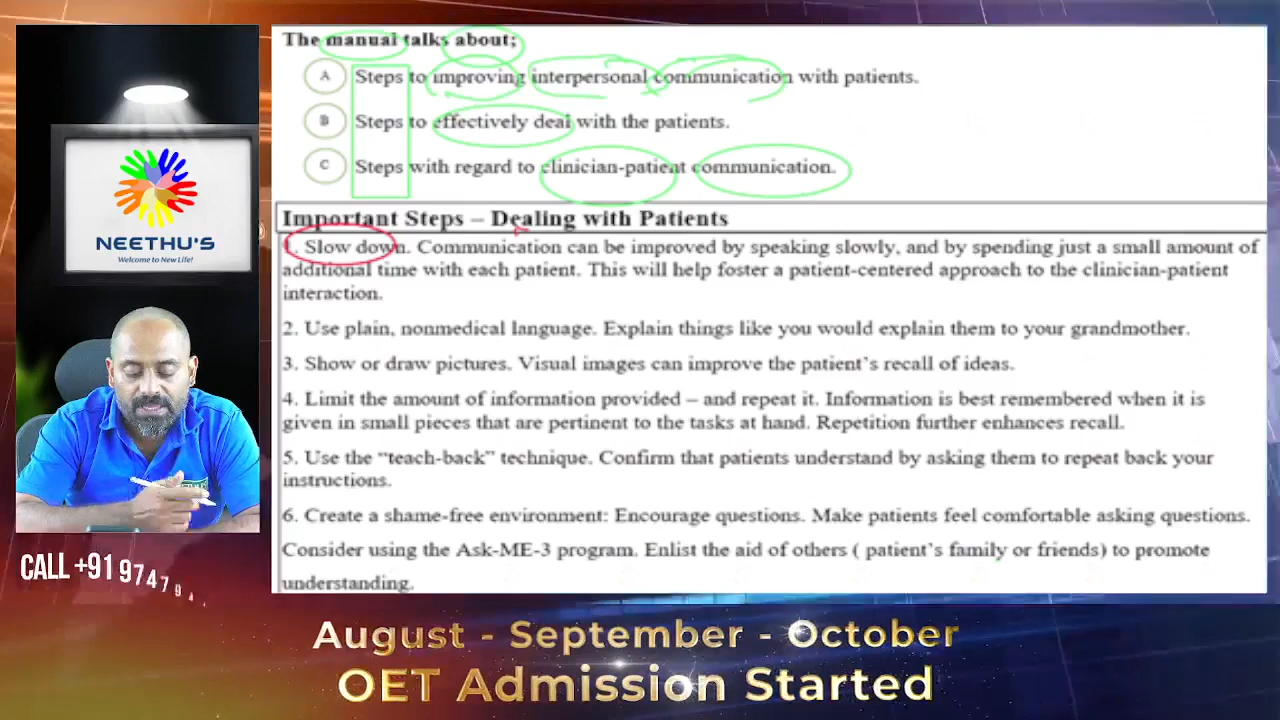 The manual talks about;
A Steps to improving interpersonal communication with patients.
B Steps to effectively deal with the patients.
C Steps with regard to clinician-patient communication.
Important Steps – Dealing with Patients
1. Slow down. Communication can be improved by speaking slowly, and by spending just a small amount of
additional time with each patient. This will help foster a patient-centered approach to the clinician-patient
interaction.
2. Use plain, nonmedical language. Explain things like you would explain them to your grandmother.
3. Show or draw pictures. Visual images can improve the patient's recall of ideas.
4. Limit the amount of information provided – and repeat it. Information is best remembered when it is
given in small pieces that are pertinent to the tasks at hand. Repetition further enhances recall.
5. Use the "teach-back" technique. Confirm that patients understand by asking them to repeat back your
instructions.
6. Create a shame-free environment: Encourage questions. Make patients feel comfortable asking questions.
Consider using the Ask-ME-3 program. Enlist the aid of others ( patient's family or friends) to promote
understanding.
NEETHU'S
Welcome to New Life!
CALL +91 9747 9 4
August - September - October
OET Admission Started